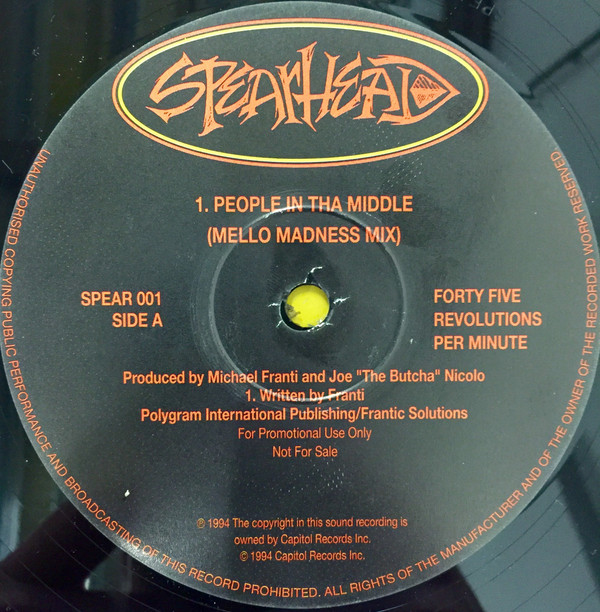 SPEARHEAD
1. PEOPLE IN THA MIDDLE
(MELLO MADNESS MIX)
SPEAR 001
SIDE A
FORTY FIVE
REVOLUTIONS
PER MINUTE
Produced by Michael Franti and Joe "The Butcha" Nicolo
1. Written by Franti
Polygram International Publishing/Frantic Solutions
For Promotional Use Only
Not For Sale
℗ 1994 The copyright in this sound recording is
owned by Capitol Records Inc.
© 1994 Capitol Records Inc.
UNAUTHORISED COPYING PUBLIC PERFORMANCE AND BROADCASTING OF THIS RECORD PROHIBITED. ALL RIGHTS OF THE MANUFACTURER AND OF THE OWNER OF THE RECORDED WORK RESERVED